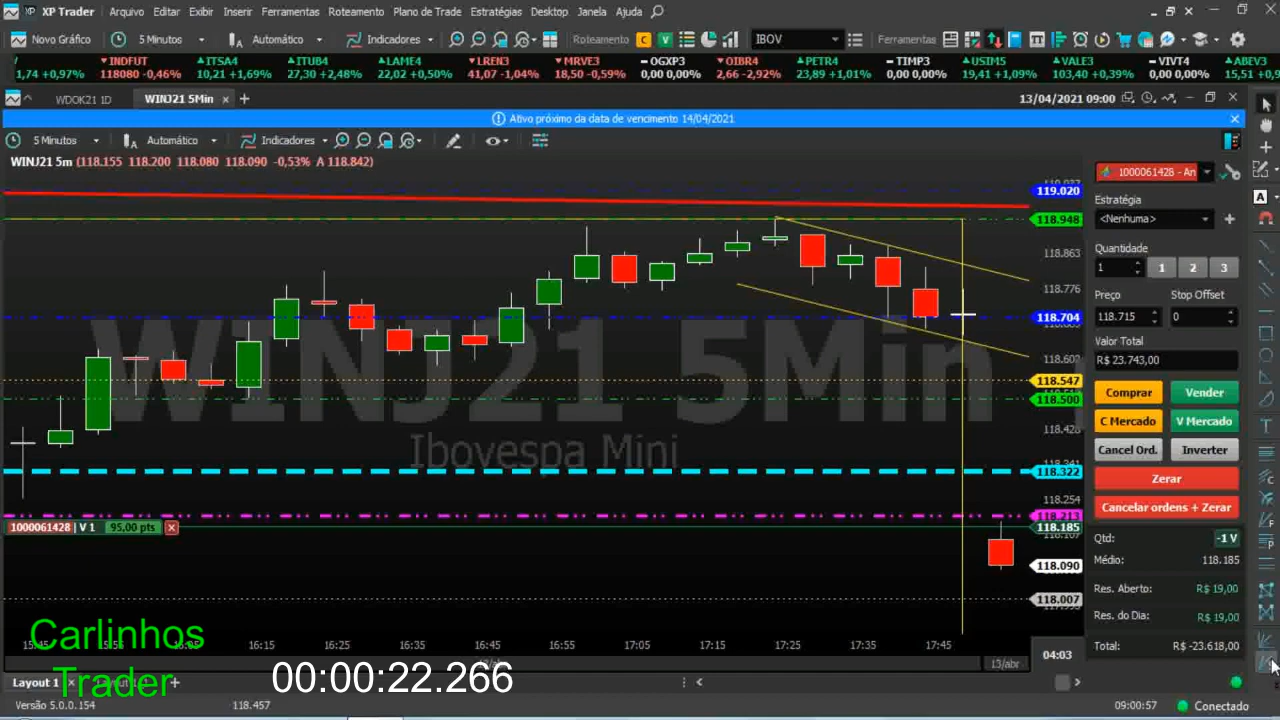 XP XP Trader Arquivo Editar Exibir Inserir Ferramentas Roteamento Plano de Trade Estratégias Desktop Janela Ajuda
Novo Gráfico 5 Minutos Automático Indicadores Roteamento C V IBOV Ferramentas
INDFUT ITSA4 ITUB4 LAME4 LREN3 MRVE3 OGXP3 OIBR4 PETR4 TIMP3 USIM5 VALE3 VIVT4 ABEV3
1,74 +0,97% 118080 -0,46% 10,21 +1,69% 27,30 +2,48% 22,02 +0,50% 41,07 -1,04% 18,50 -0,59% 0,00 0,00% 2,66 -2,92% 23,89 +1,01% 0,00 0,00% 19,41 +1,09% 103,40 +0,39% 0,00 0,00% 15,51 +0,9
WDOK21 1D WINJ21 5Min x + 13/04/2021 09:00
Ativo próximo da data de vencimento 14/04/2021
5 Minutos Automático Indicadores
WINJ21 5m (118.155 118.200 118.080 118.090 -0,53% A 118.842)
1000061428 - An
119.020
Estratégia
118.948
<Nenhuma>
118.863
Quantidade
1 1 2 3
118.776
Preço Stop Offset
118.704
118.715 0
Valor Total
118.607
R$ 23.743,00
WINJ21 5Min
118.547
118.500
Comprar Vender
118.428
C Mercado V Mercado
Ibovespa Mini
Cancel Ord. Inverter
118.322
Zerar
118.254
118.213
Cancelar ordens + Zerar
1000061428 | V 1 95,00 pts x
118.185
Qtd: -1 V
Médio: 118.185
118.090
Res. Aberto: R$ 19,00
118.007
Res. do Dia: R$ 19,00
Carlinhos
16:15 16:25 16:35 16:45 16:55 17:05 17:15 17:25 17:35 17:45
Total: R$ -23.618,00
04:03
13/abr
Trader
00:00:22.266
Layout 1
Versão 5.0.0.154 118.457 09:00:57 Conectado